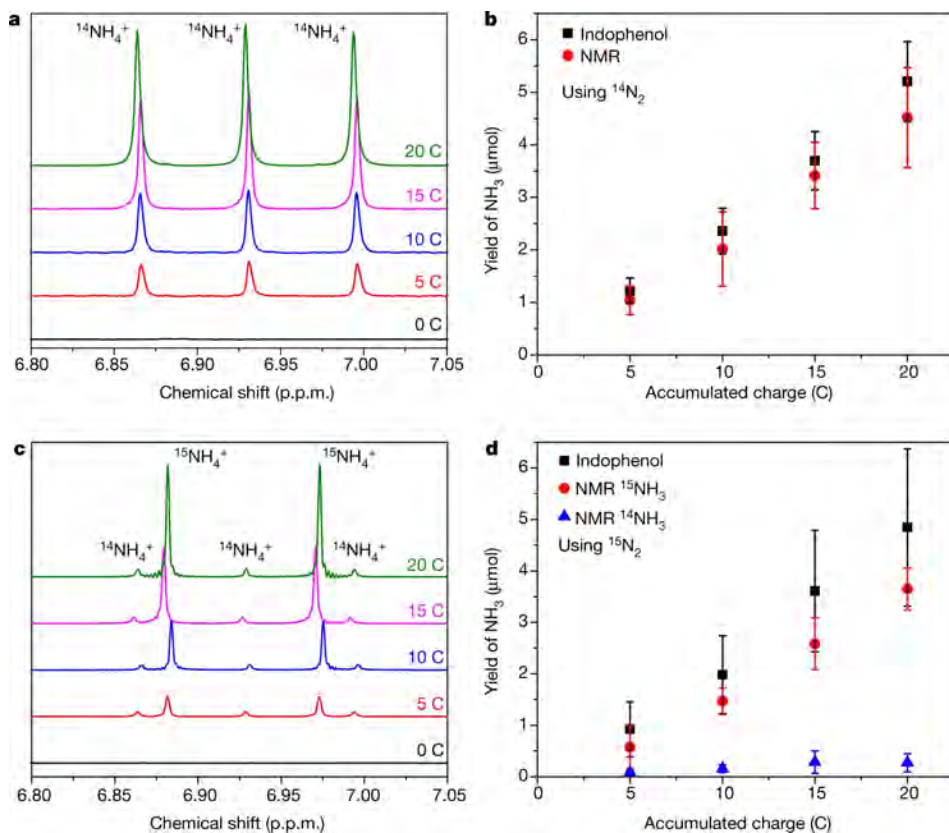 a
¹⁴NH₄⁺ ¹⁴NH₄⁺ ¹⁴NH₄⁺
20 C
15 C
10 C
5 C
0 C
6.80 6.85 6.90 6.95 7.00 7.05
Chemical shift (p.p.m.)
b
Indophenol
NMR
Using ¹⁴N₂
6
5
4
3
2
1
0
Yield of NH₃ (μmol)
0 5 10 15 20
Accumulated charge (C)
c
¹⁵NH₄⁺ ¹⁵NH₄⁺
¹⁴NH₄⁺ ¹⁴NH₄⁺ ¹⁴NH₄⁺
20 C
15 C
10 C
5 C
0 C
6.80 6.85 6.90 6.95 7.00 7.05
Chemical shift (p.p.m.)
d
Indophenol
NMR ¹⁵NH₃
NMR ¹⁴NH₃
Using ¹⁵N₂
6
5
4
3
2
1
0
Yield of NH₃ (μmol)
0 5 10 15 20
Accumulated charge (C)